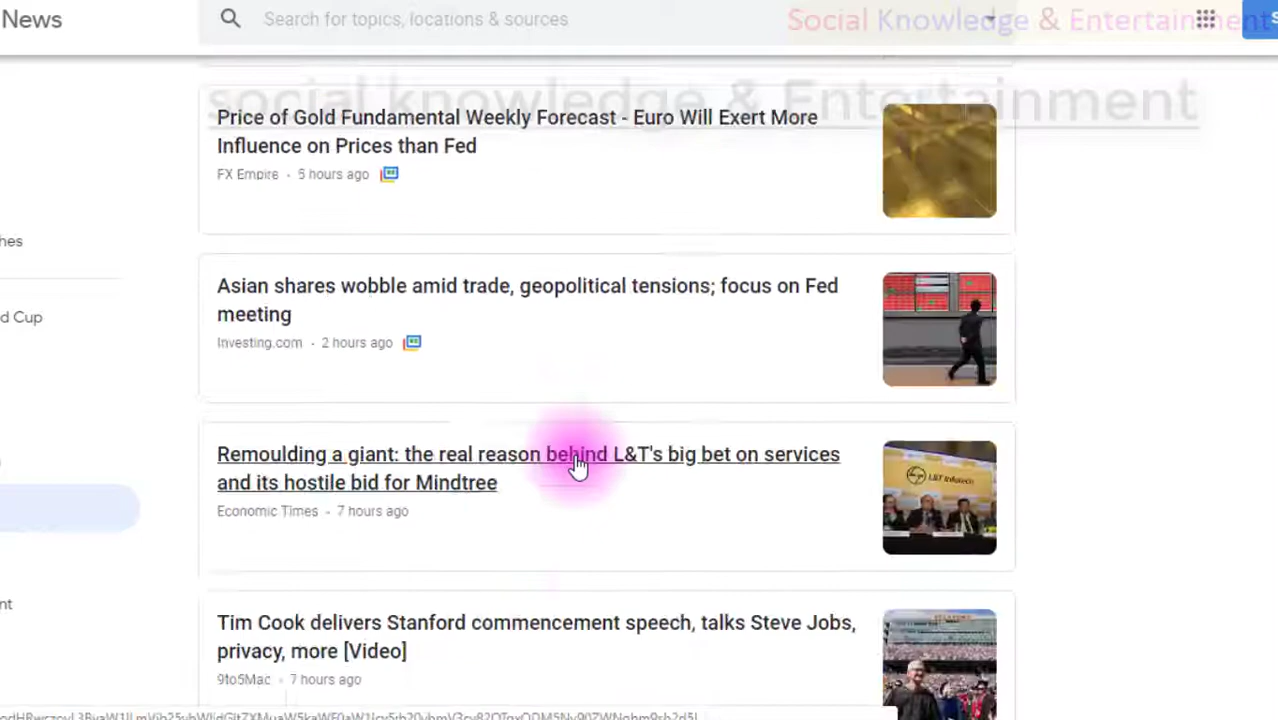 News
Search for topics, locations & sources
Social Knowledge & Entertainment
social knowledge & Entertainment
Price of Gold Fundamental Weekly Forecast - Euro Will Exert More
Influence on Prices than Fed
FX Empire · 5 hours ago
hes
Asian shares wobble amid trade, geopolitical tensions; focus on Fed
meeting
d Cup
Investing.com · 2 hours ago
Remoulding a giant: the real reason behind L&T's big bet on services
and its hostile bid for Mindtree
Economic Times · 7 hours ago
L&T Infotech
nt
Tim Cook delivers Stanford commencement speech, talks Steve Jobs,
privacy, more [Video]
9to5Mac · 7 hours ago